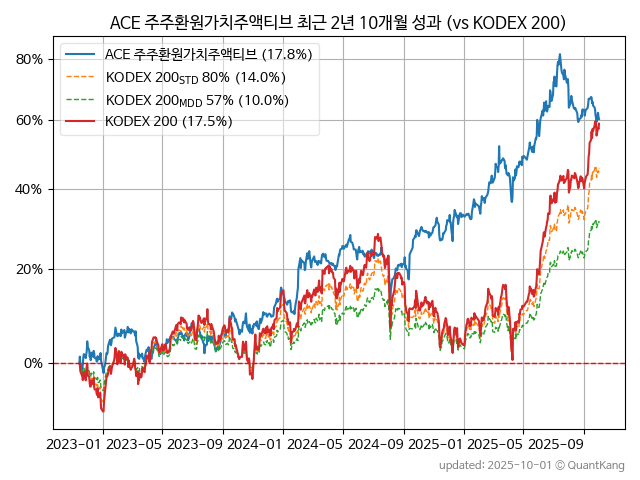 ACE 주주환원가치주액티브 최근 2년 10개월 성과 (vs KODEX 200)
ACE 주주환원가치주액티브 (17.8%)
KODEX 200STD 80% (14.0%)
KODEX 200MDD 57% (10.0%)
KODEX 200 (17.5%)
80%
60%
40%
20%
0%
2023-01 2023-05 2023-09 2024-01 2024-05 2024-09 2025-01 2025-05 2025-09
updated: 2025-10-01 © QuantKang